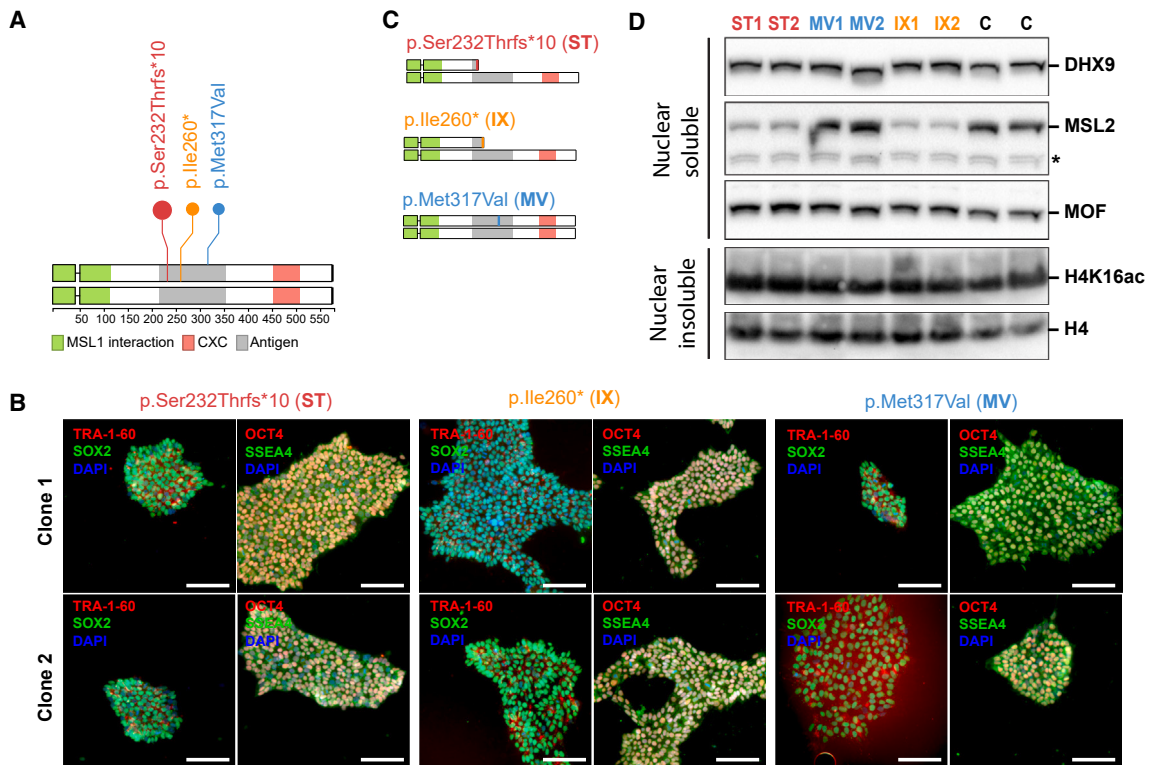 A
p.Ser232Thrfs*10
p.Ile260*
p.Met317Val
50 100 150 200 250 300 350 400 450 500 550
MSL1 interaction CXC Antigen
C
p.Ser232Thrfs*10 (ST)
p.Ile260* (IX)
p.Met317Val (MV)
D
ST1 ST2 MV1 MV2 IX1 IX2 C C
Nuclear
soluble
DHX9
MSL2
*
MOF
Nuclear
insoluble
H4K16ac
H4
B
p.Ser232Thrfs*10 (ST)
p.Ile260* (IX)
p.Met317Val (MV)
Clone 1
TRA-1-60
SOX2
DAPI
OCT4
SSEA4
DAPI
TRA-1-60
SOX2
DAPI
OCT4
SSEA4
DAPI
TRA-1-60
SOX2
DAPI
OCT4
SSEA4
DAPI
Clone 2
TRA-1-60
SOX2
DAPI
OCT4
SSEA4
DAPI
TRA-1-60
SOX2
DAPI
OCT4
SSEA4
DAPI
TRA-1-60
SOX2
DAPI
OCT4
SSEA4
DAPI